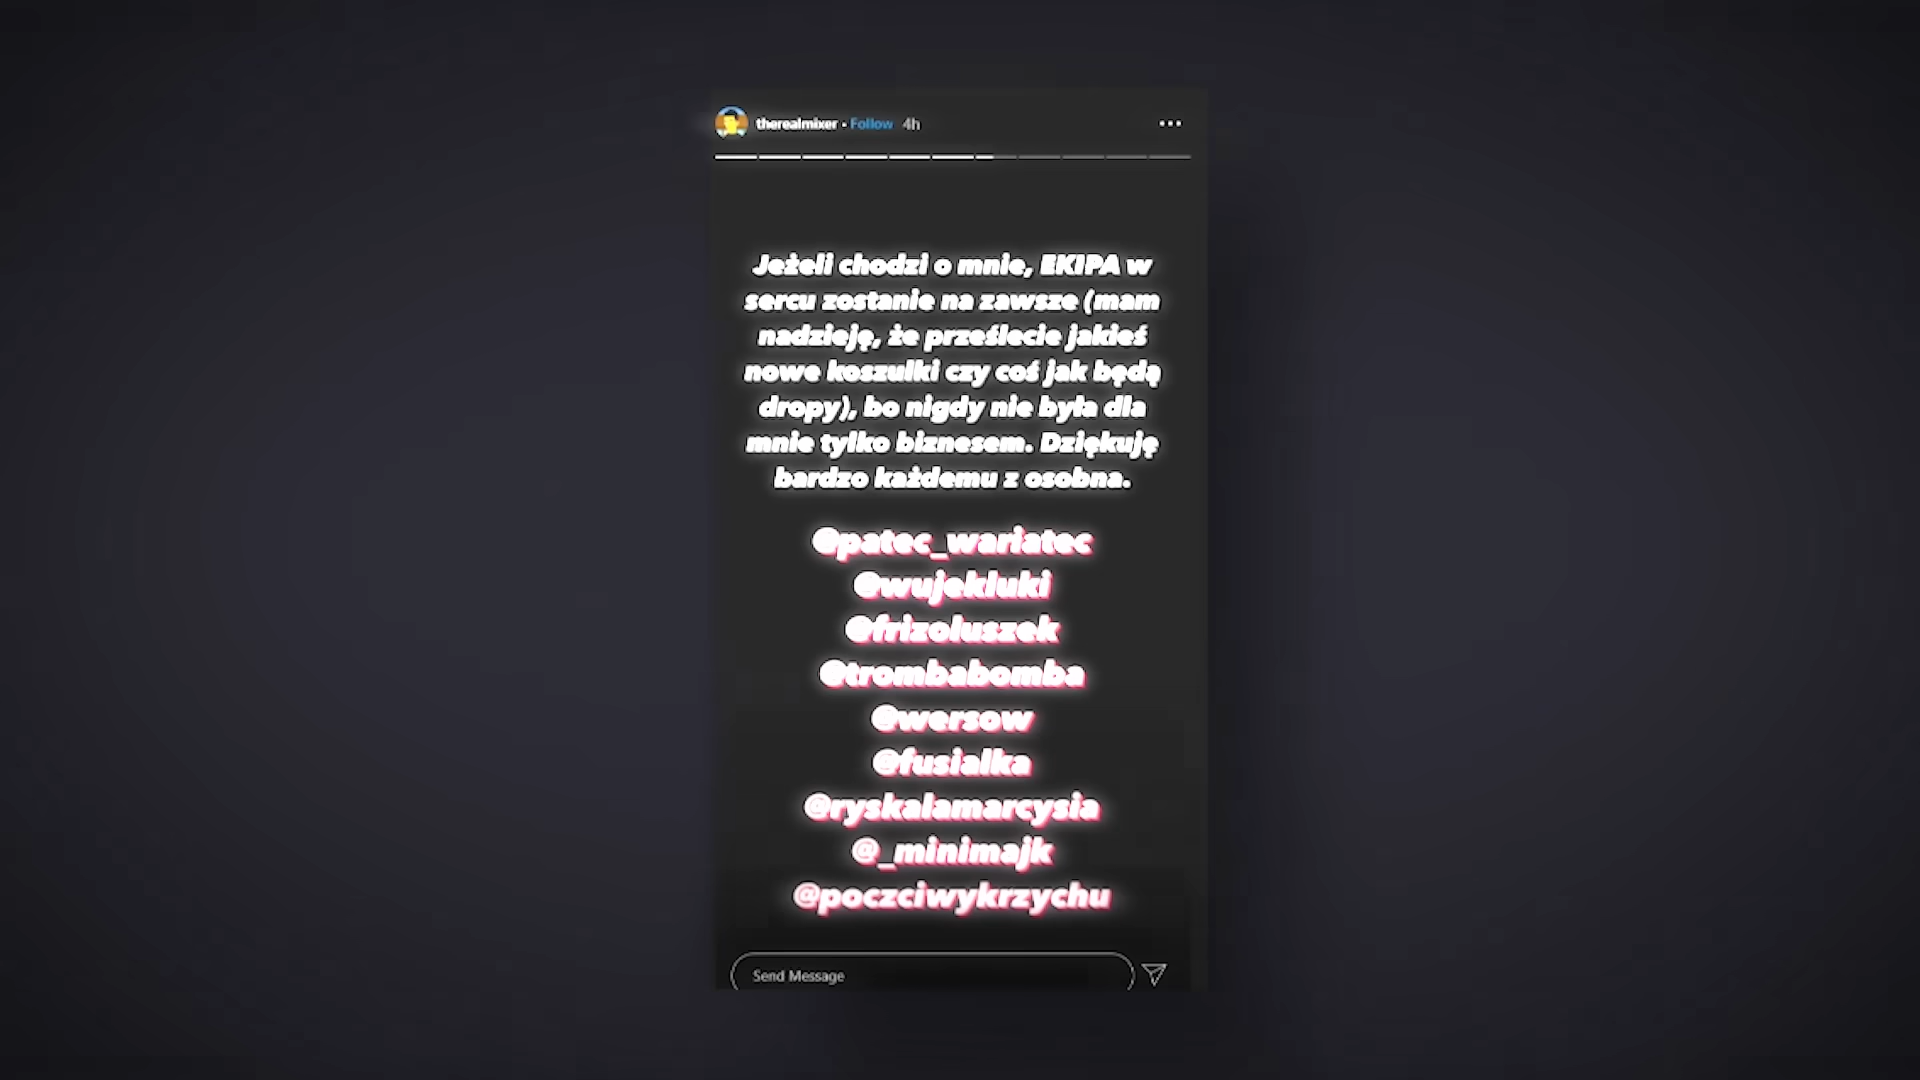 therealmixer • Follow 4h
Jeżeli chodzi o mnie, EKIPA w
sercu zostanie na zawsze (mam
nadzieję, że prześlecie jakieś
nowe koszulki czy coś jak będą
dropy), bo nigdy nie była dla
mnie tylko biznesem. Dziękuję
bardzo każdemu z osobna.
@patec_wariatec
@wujekluki
@frizoluszek
@trombabomba
@wersow
@fusialka
@ryskalamarcysia
@_minimajk
@poczciwykrzychu
Send Message